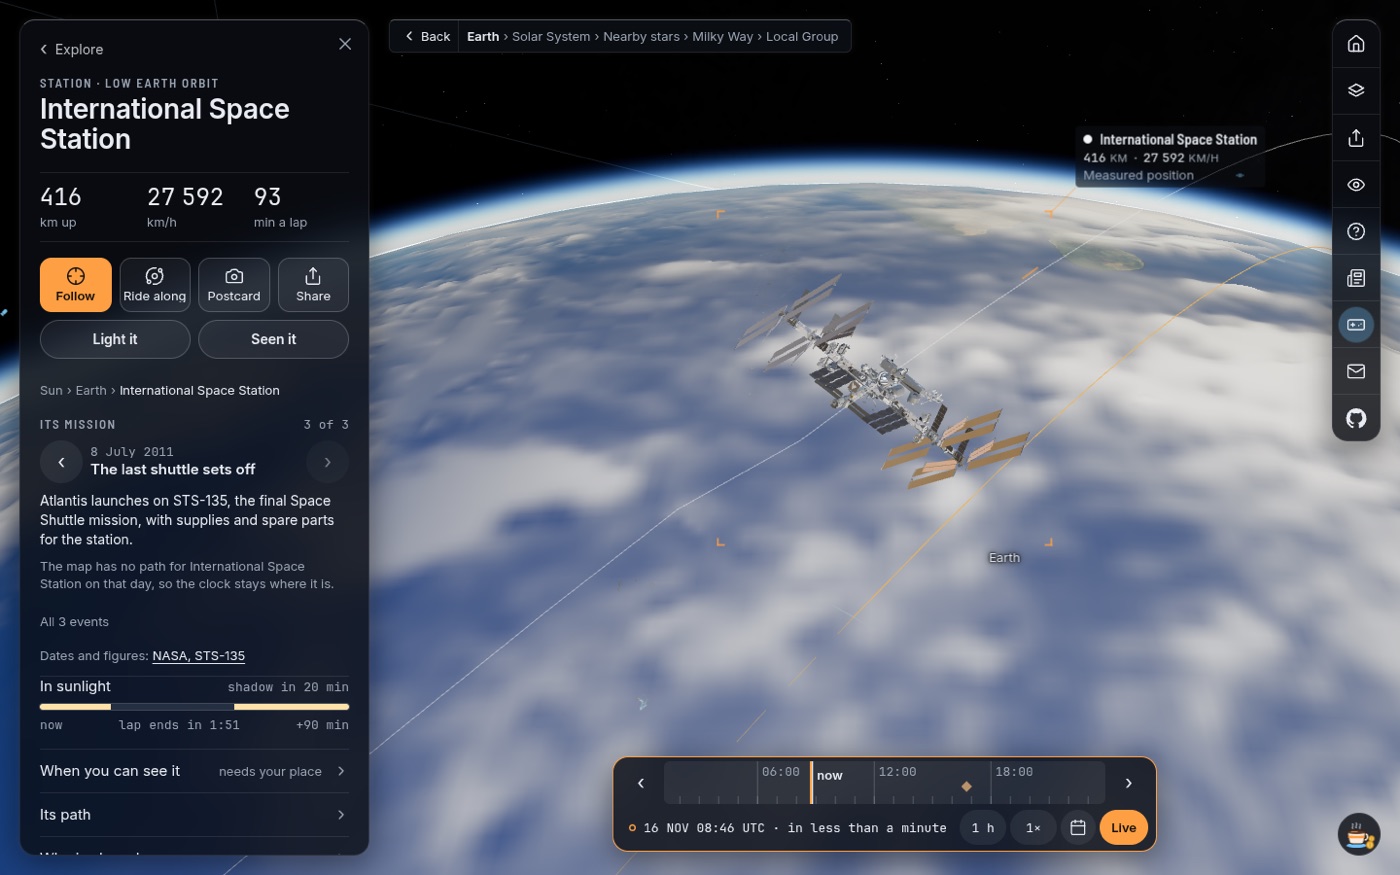 Explore
STATION · LOW EARTH ORBIT
International Space
Station
416
27 592
93
km up
km/h
min a lap
Follow
Ride along
Postcard
Share
Light it
Seen it
Sun › Earth › International Space Station
ITS MISSION
3 of 3
8 July 2011
The last shuttle sets off
Atlantis launches on STS-135, the final Space
Shuttle mission, with supplies and spare parts
for the station.
The map has no path for International Space
Station on that day, so the clock stays where it is.
All 3 events
Dates and figures: NASA, STS-135
In sunlight
shadow in 20 min
now
lap ends in 1:51
+90 min
When you can see it
needs your place
Its path
Back
Earth › Solar System › Nearby stars › Milky Way › Local Group
International Space Station
416 KM · 27 592 KM/H
Measured position
Earth
06:00
now
12:00
18:00
16 NOV 08:46 UTC · in less than a minute
1 h
1×
Live